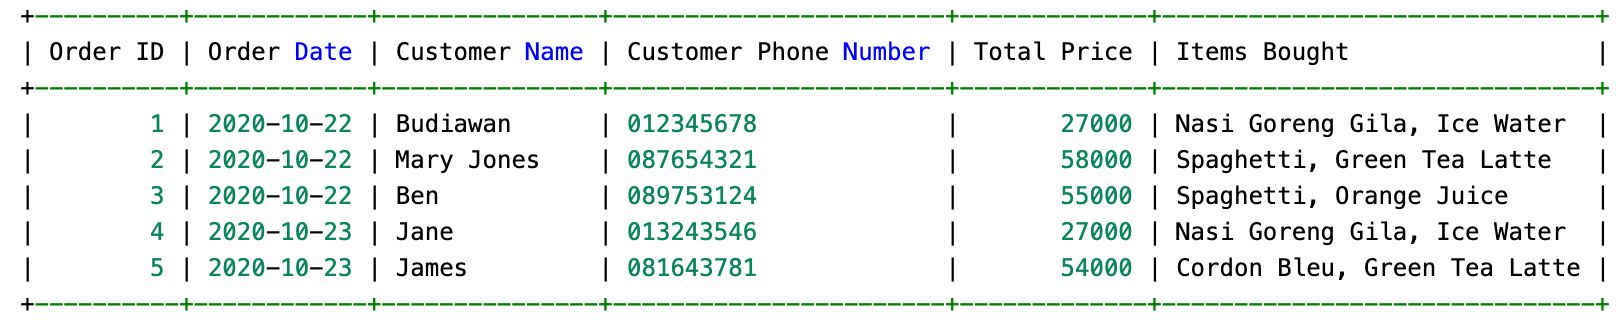 +----------+------------+---------------+-----------------------+-------------+------------------------------+
| Order ID | Order Date | Customer Name | Customer Phone Number | Total Price | Items Bought                 |
+----------+------------+---------------+-----------------------+-------------+------------------------------+
|        1 | 2020-10-22 | Budiawan      | 012345678             |       27000 | Nasi Goreng Gila, Ice Water  |
|        2 | 2020-10-22 | Mary Jones    | 087654321             |       58000 | Spaghetti, Green Tea Latte   |
|        3 | 2020-10-22 | Ben           | 089753124             |       55000 | Spaghetti, Orange Juice      |
|        4 | 2020-10-23 | Jane          | 013243546             |       27000 | Nasi Goreng Gila, Ice Water  |
|        5 | 2020-10-23 | James         | 081643781             |       54000 | Cordon Bleu, Green Tea Latte |
+----------+------------+---------------+-----------------------+-------------+------------------------------+